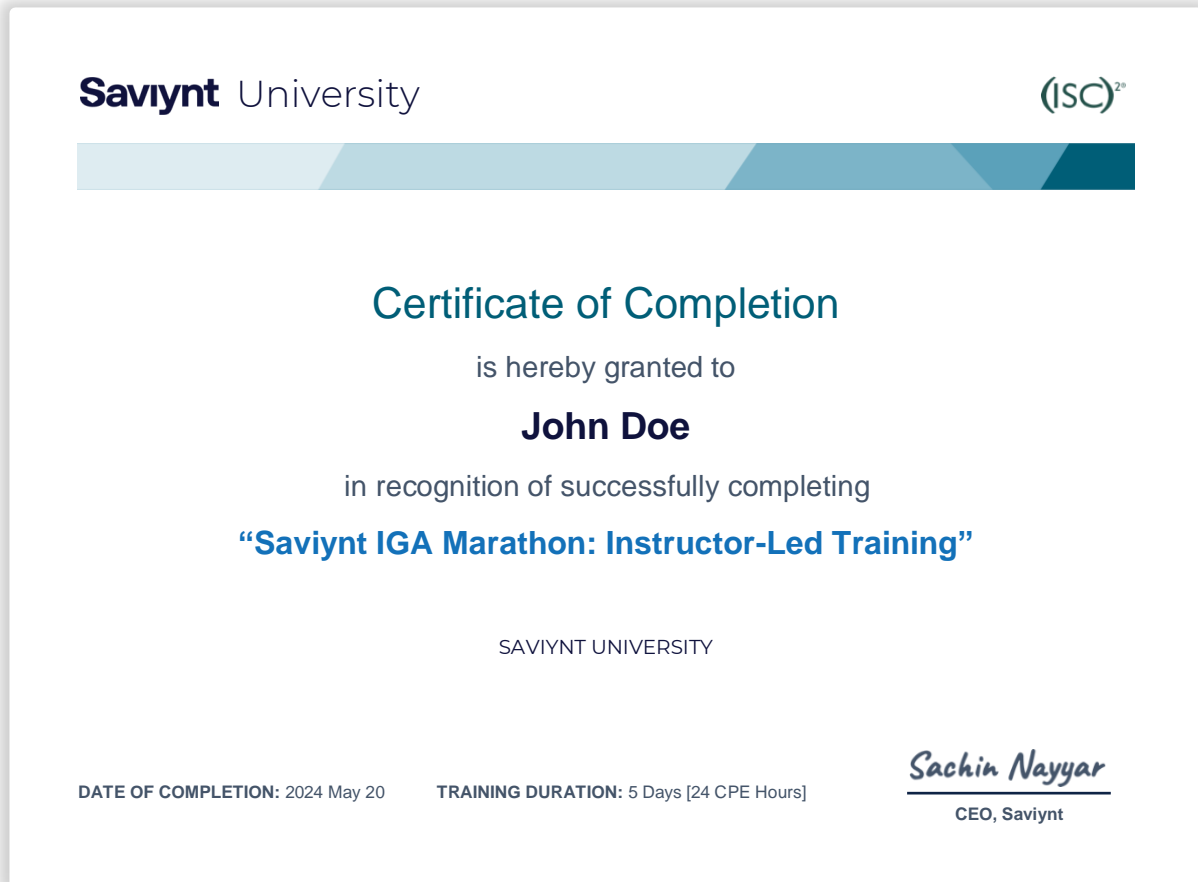 Saviynt University
(ISC)²®
Certificate of Completion
is hereby granted to
John Doe
in recognition of successfully completing
“Saviynt IGA Marathon: Instructor-Led Training”
SAVIYNT UNIVERSITY
Sachin Nayyar
DATE OF COMPLETION: 2024 May 20 TRAINING DURATION: 5 Days [24 CPE Hours]
CEO, Saviynt